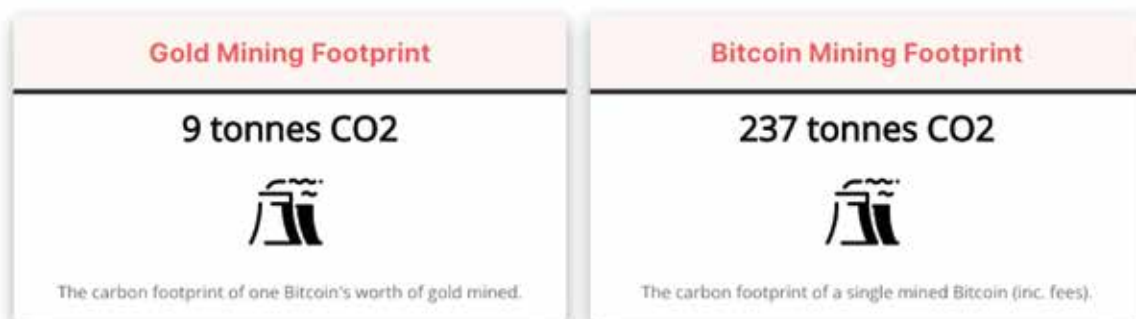 Gold Mining Footprint
9 tonnes CO2
The carbon footprint of one Bitcoin's worth of gold mined.
Bitcoin Mining Footprint
237 tonnes CO2
The carbon footprint of a single mined Bitcoin (inc. fees).